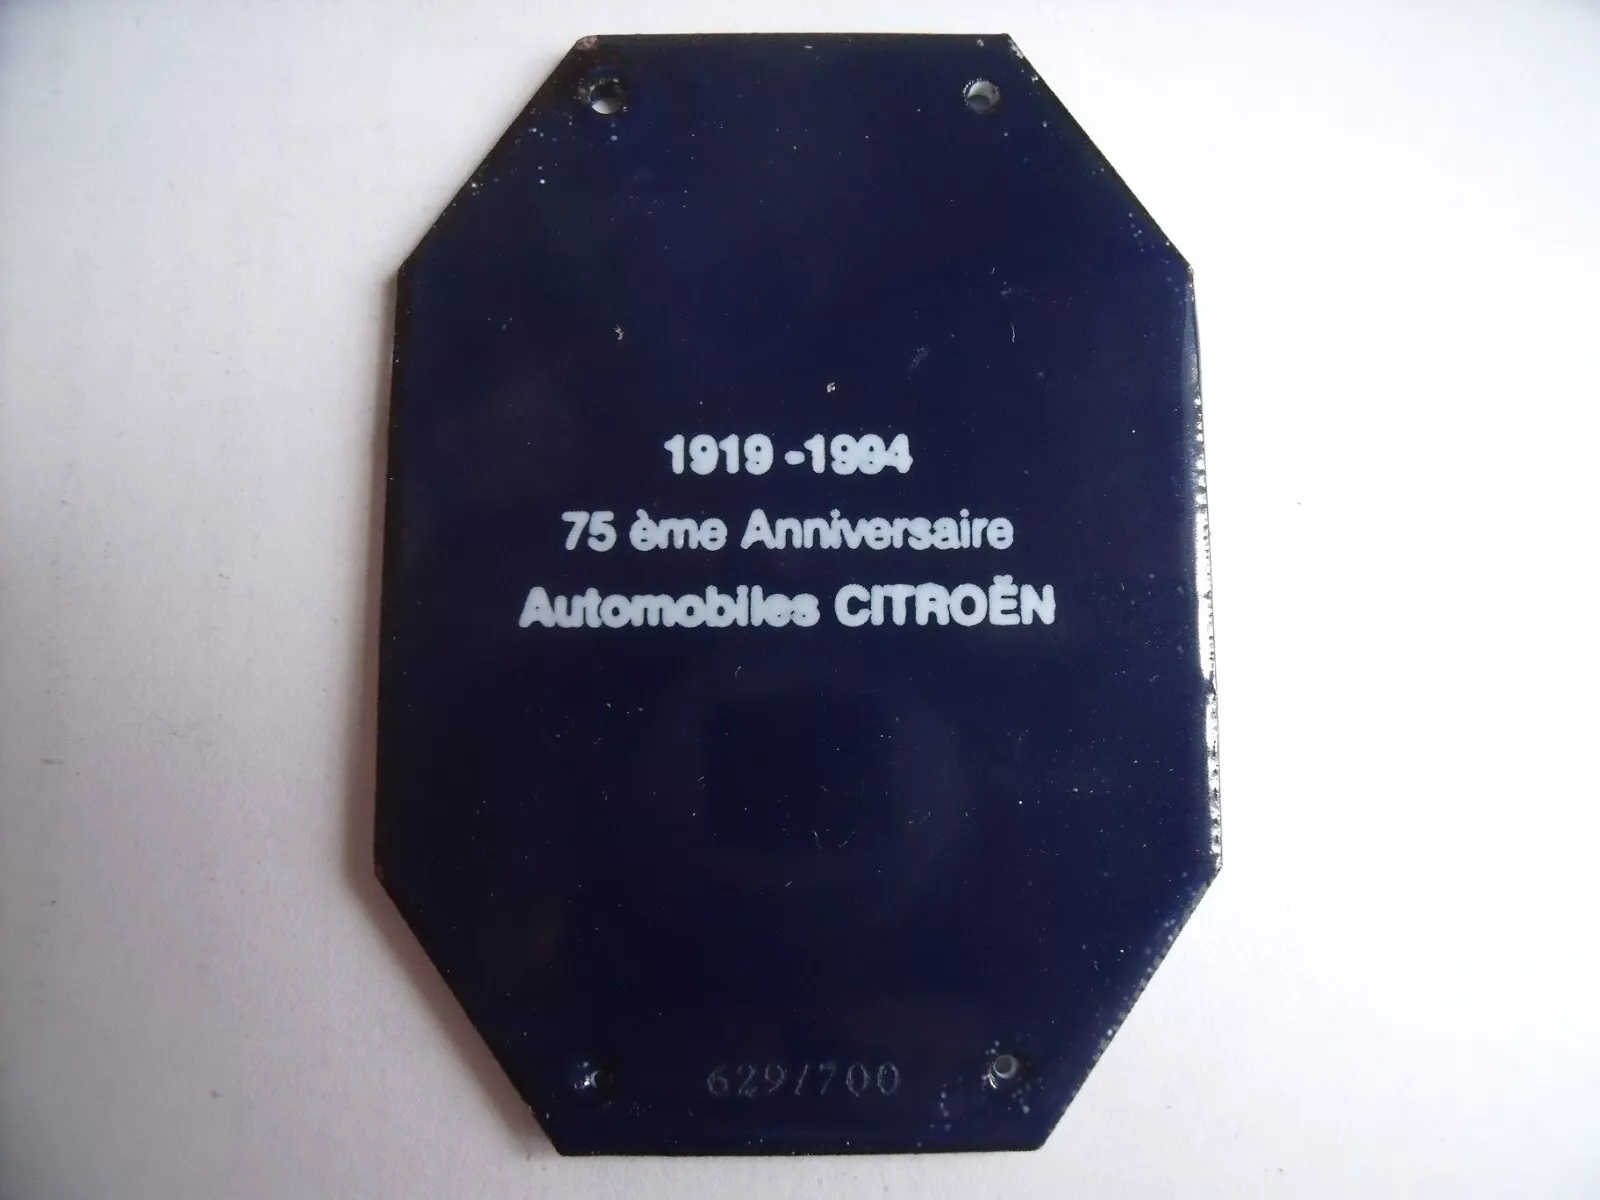 1919 -1994
75 ème Anniversaire
Automobiles CITROËN
629/700